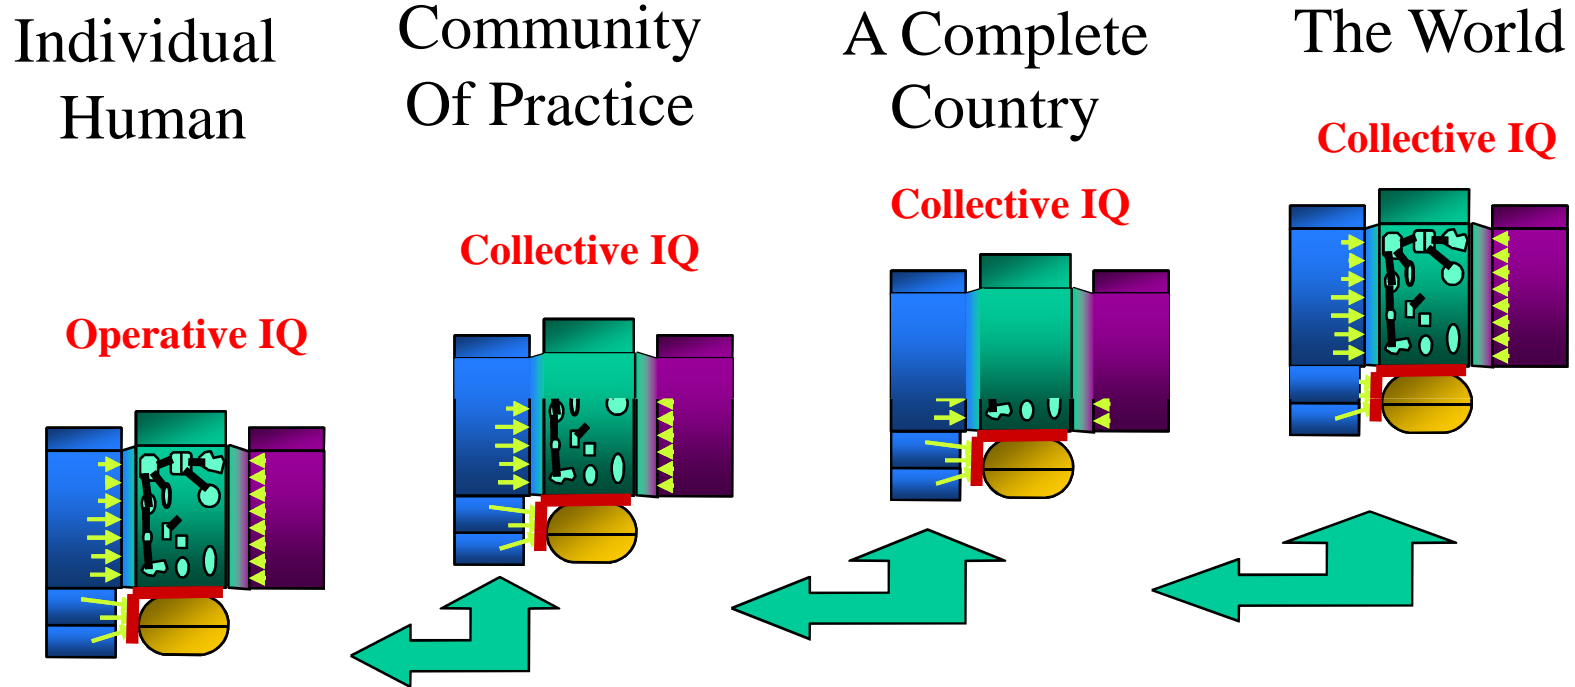 Individual
Human
Operative IQ
Community
Of Practice
Collective IQ
A Complete
Country
Collective IQ
The World
Collective IQ